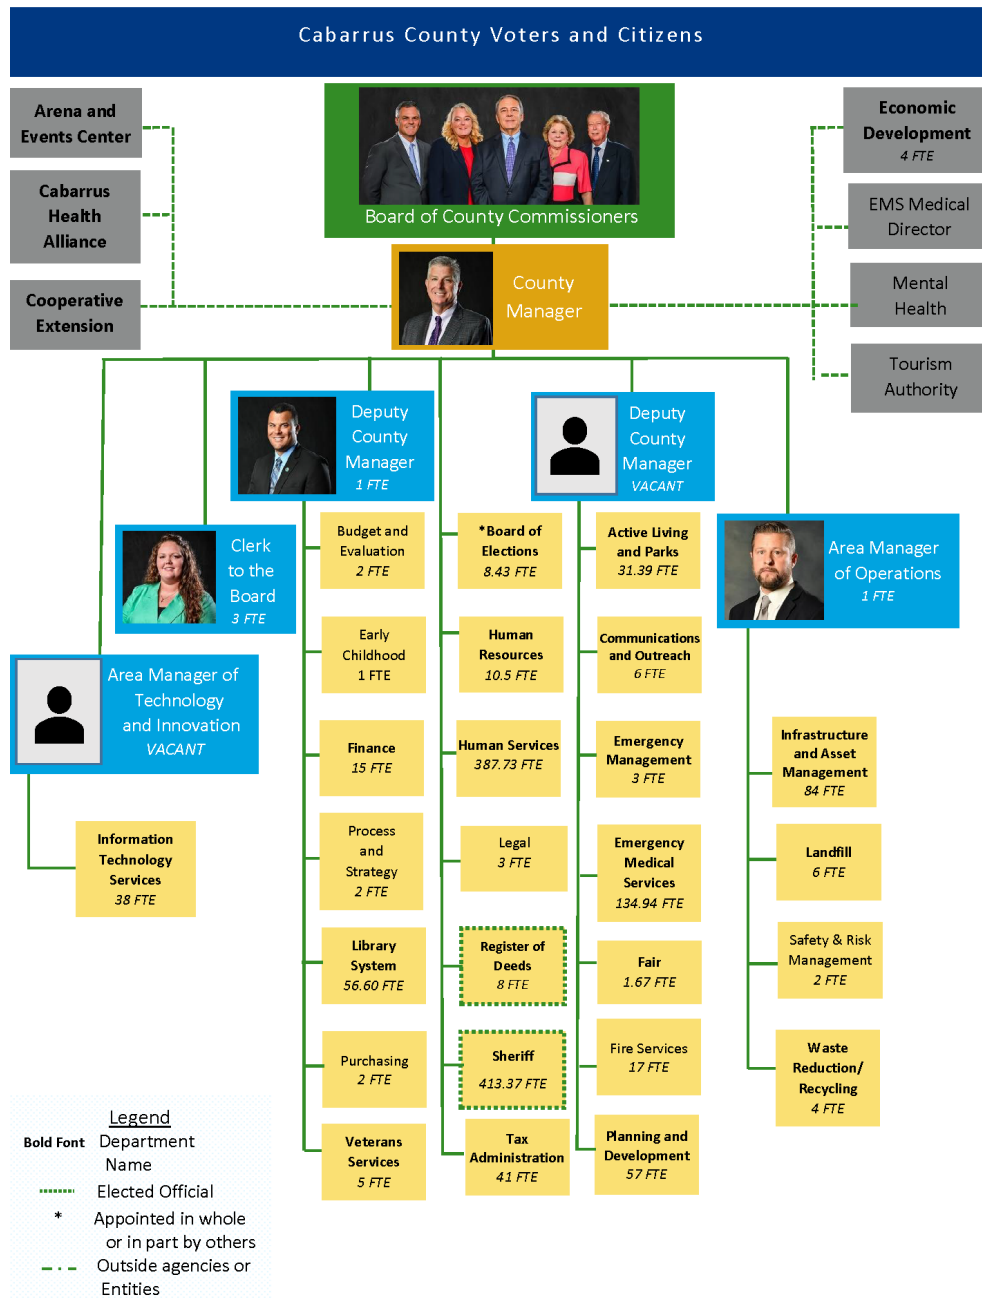 Cabarrus County Voters and Citizens
Arena and
Events Center
Cabarrus
Health
Alliance
Cooperative
Extension
Board of County Commissioners
County
Manager
Economic
Development
4 FTE
EMS Medical
Director
Mental
Health
Tourism
Authority
Deputy
County
Manager
1 FTE
Deputy
County
Manager
VACANT
Clerk
to the
Board
3 FTE
Area Manager
of Operations
1 FTE
Area Manager of
Technology
and Innovation
VACANT
Information
Technology
Services
38 FTE
Budget and
Evaluation
2 FTE
Early
Childhood
1 FTE
Finance
15 FTE
Process
and
Strategy
2 FTE
Library
System
56.60 FTE
Purchasing
2 FTE
Veterans
Services
5 FTE
*Board of
Elections
8.43 FTE
Human
Resources
10.5 FTE
Human Services
387.73 FTE
Legal
3 FTE
Register of
Deeds
8 FTE
Sheriff
413.37 FTE
Tax
Administration
41 FTE
Active Living
and Parks
31.39 FTE
Communications
and Outreach
6 FTE
Emergency
Management
3 FTE
Emergency
Medical
Services
134.94 FTE
Fair
1.67 FTE
Fire Services
17 FTE
Planning and
Development
57 FTE
Infrastructure
and Asset
Management
84 FTE
Landfill
6 FTE
Safety & Risk
Management
2 FTE
Waste
Reduction/
Recycling
4 FTE
Legend
Bold Font Department
Name
Elected Official
* Appointed in whole
or in part by others
Outside agencies or
Entities